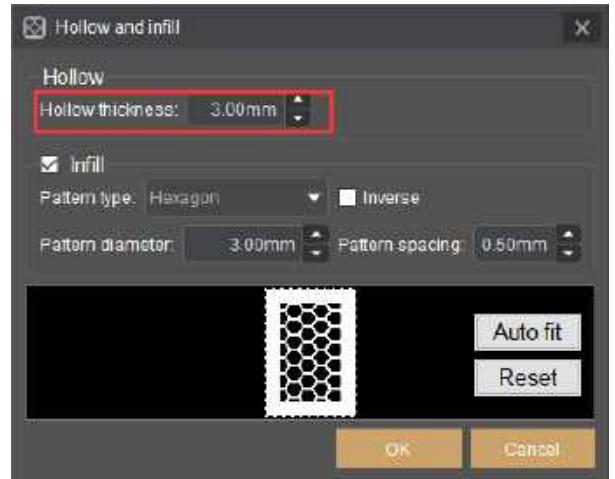 Hollow and infill
Hollow
Hollow thickness: 3.00mm
Infill
Pattern type: Hexagon Inverse
Pattern diameter: 3.00mm Pattern spacing: 0.50mm
Auto fit
Reset
OK Cancel